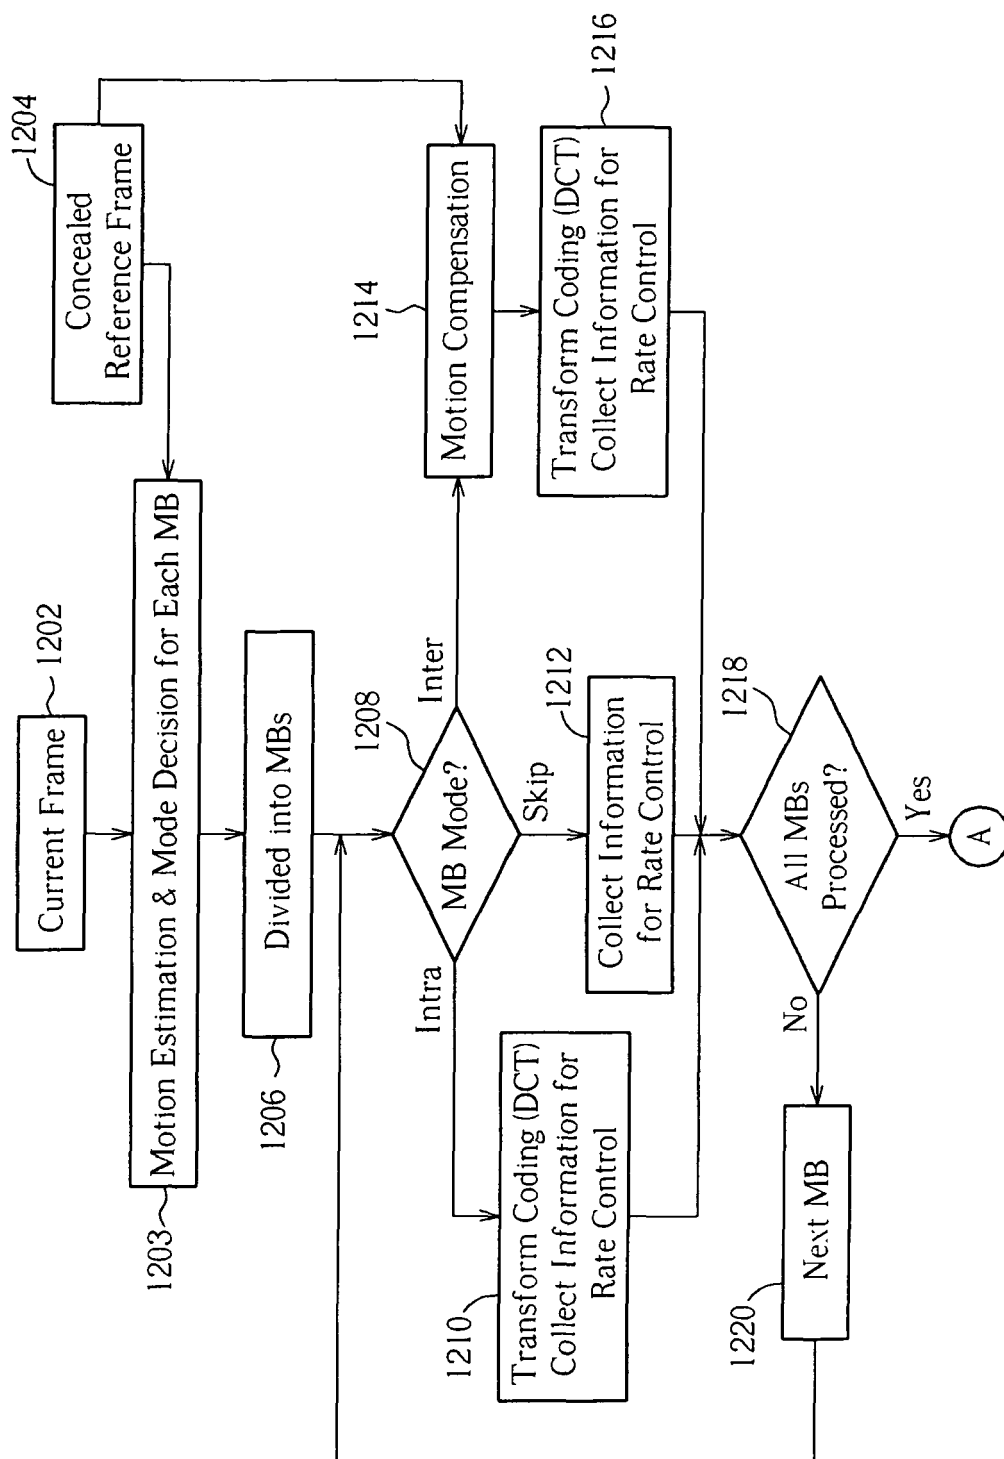 1202
Current Frame
1204
Concealed
Reference Frame
1203
Motion Estimation & Mode Decision for Each MB
1206
Divided into MBs
1208
MB Mode?
Intra
Skip
Inter
1214
Motion Compensation
1210
Transform Coding (DCT)
Collect Information for
Rate Control
1212
Collect Information
for Rate Control
1216
Transform Coding (DCT)
Collect Information for
Rate Control
1218
All MBs
Processed?
No
Yes
1220
Next MB
A